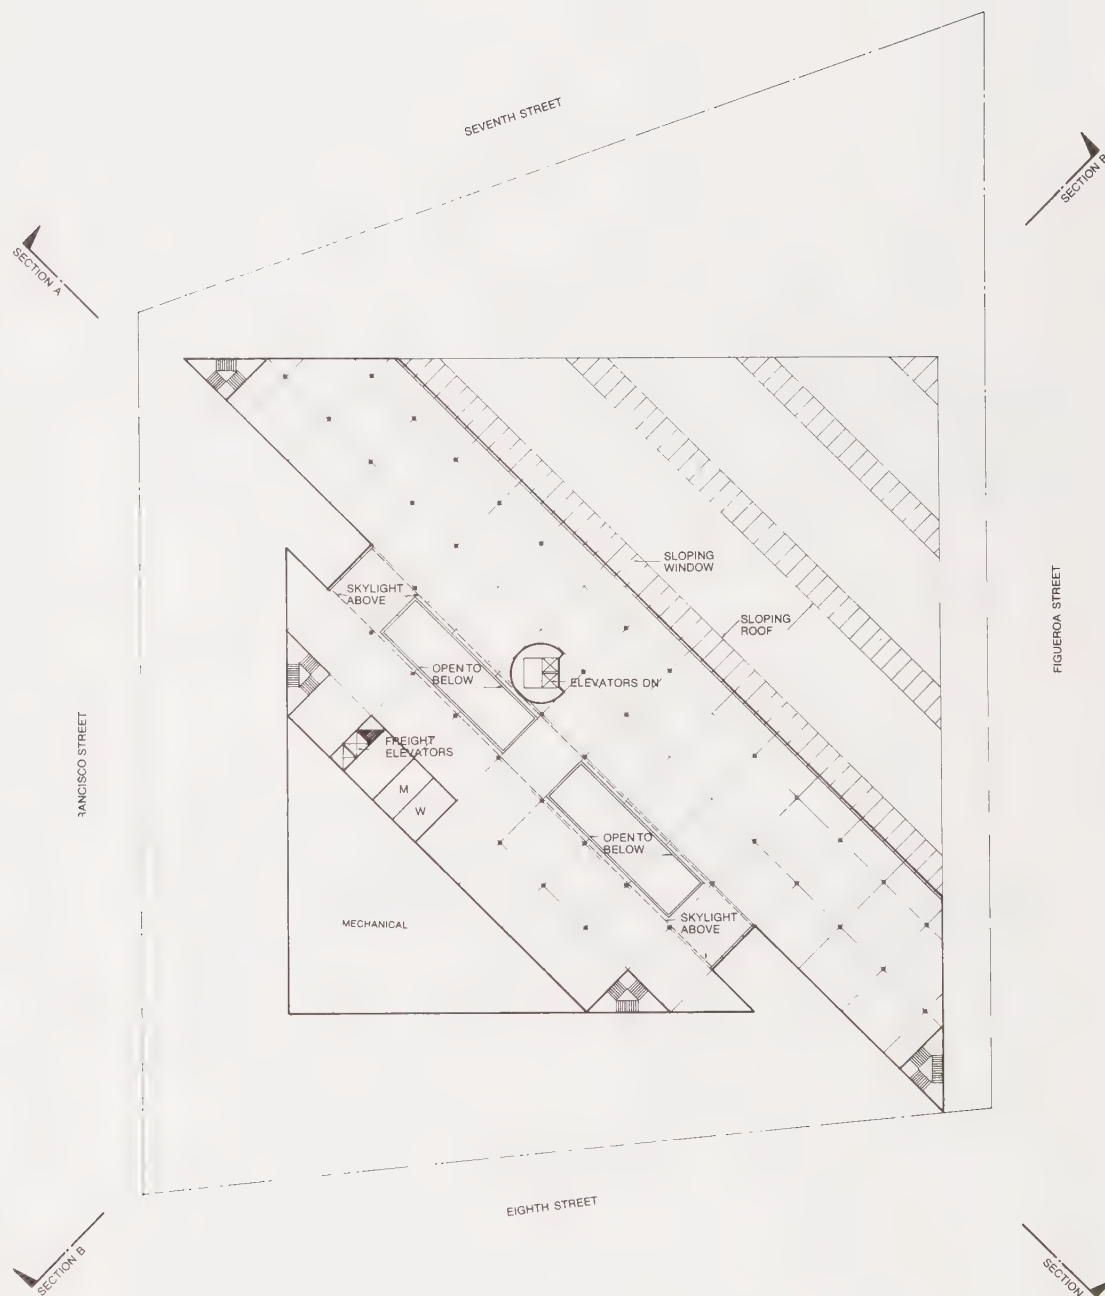 SEVENTH STREET
SECTION B
SECTION A
SLOPING
WINDOW
SKYLIGHT
ABOVE
SLOPING
ROOF
FIGUEROA STREET
OPEN TO
BELOW
ELEVATORS DN
RANCISCO STREET
FREIGHT
ELEVATORS
M
W
OPEN TO
BELOW
SKYLIGHT
ABOVE
MECHANICAL
EIGHTH STREET
SECTION B
SECTION